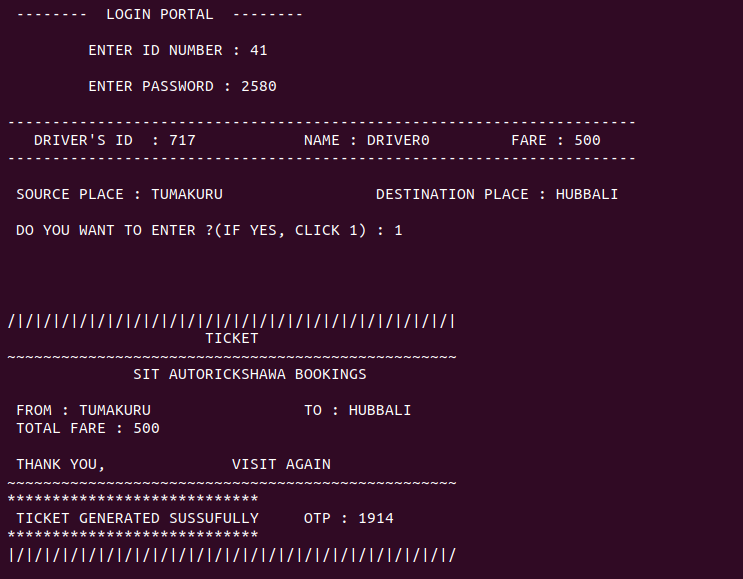 -------- LOGIN PORTAL --------
ENTER ID NUMBER : 41
ENTER PASSWORD : 2580
----------------------------------------------------------------------
DRIVER'S ID : 717 NAME : DRIVER0 FARE : 500
----------------------------------------------------------------------
SOURCE PLACE : TUMAKURU DESTINATION PLACE : HUBBALI
DO YOU WANT TO ENTER ?(IF YES, CLICK 1) : 1
/|/|/|/|/|/|/|/|/|/|/|/|/|/|/|/|/|/|/|/|/|/|/|/|/|
TICKET
~~~~~~~~~~~~~~~~~~~~~~~~~~~~~~~~~~~~~~~~~~~~~~~~~~
SIT AUTORICKSHAWA BOOKINGS
FROM : TUMAKURU TO : HUBBALI
TOTAL FARE : 500
THANK YOU, VISIT AGAIN
~~~~~~~~~~~~~~~~~~~~~~~~~~~~~~~~~~~~~~~~~~~~~~~~~~
****************************
TICKET GENERATED SUSSUFULLY OTP : 1914
****************************
|/|/|/|/|/|/|/|/|/|/|/|/|/|/|/|/|/|/|/|/|/|/|/|/|/